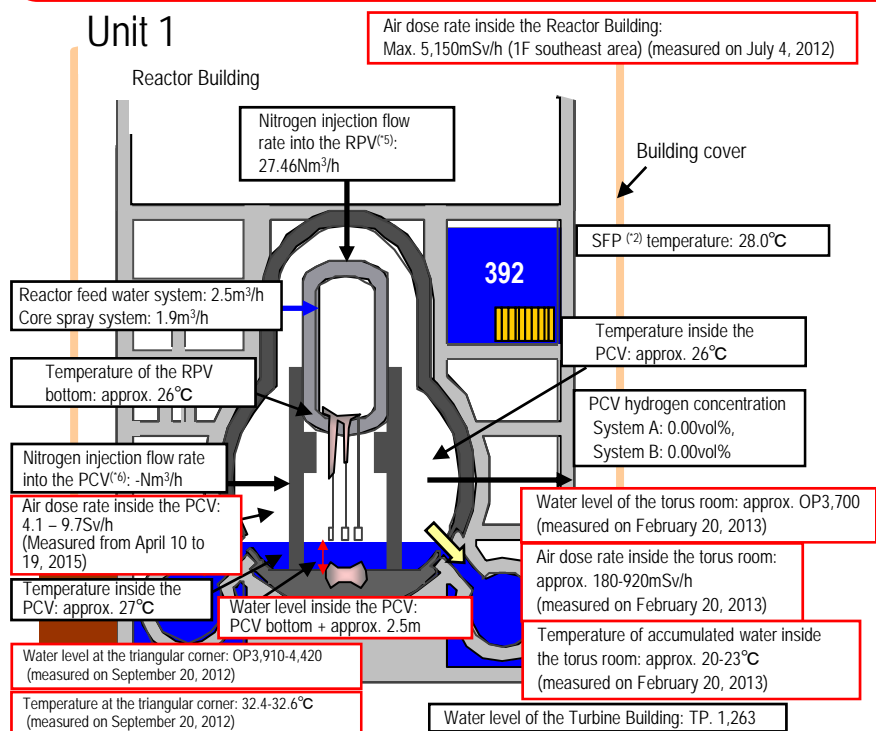 Unit 1
Air dose rate inside the Reactor Building:
Max. 5,150mSv/h (1F southeast area) (measured on July 4, 2012)
Reactor Building
Nitrogen injection flow
rate into the RPV(*5):
27.46Nm3/h
Building cover
SFP (*2) temperature: 28.0℃
392
Reactor feed water system: 2.5m3/h
Core spray system: 1.9m3/h
Temperature inside the
PCV: approx. 26℃
Temperature of the RPV
bottom: approx. 26℃
PCV hydrogen concentration
System A: 0.00vol%,
System B: 0.00vol%
Nitrogen injection flow rate
into the PCV(*6): -Nm3/h
Air dose rate inside the PCV:
4.1 – 9.7Sv/h
(Measured from April 10 to
19, 2015)
Water level of the torus room: approx. OP3,700
(measured on February 20, 2013)
Air dose rate inside the torus room:
approx. 180-920mSv/h
(measured on February 20, 2013)
Temperature inside the
PCV: approx. 27℃
Water level inside the PCV:
PCV bottom + approx. 2.5m
Temperature of accumulated water inside
the torus room: approx. 20-23℃
(measured on February 20, 2013)
Water level at the triangular corner: OP3,910-4,420
(measured on September 20, 2012)
Temperature at the triangular corner: 32.4-32.6℃
(measured on September 20, 2012)
Water level of the Turbine Building: TP. 1,263